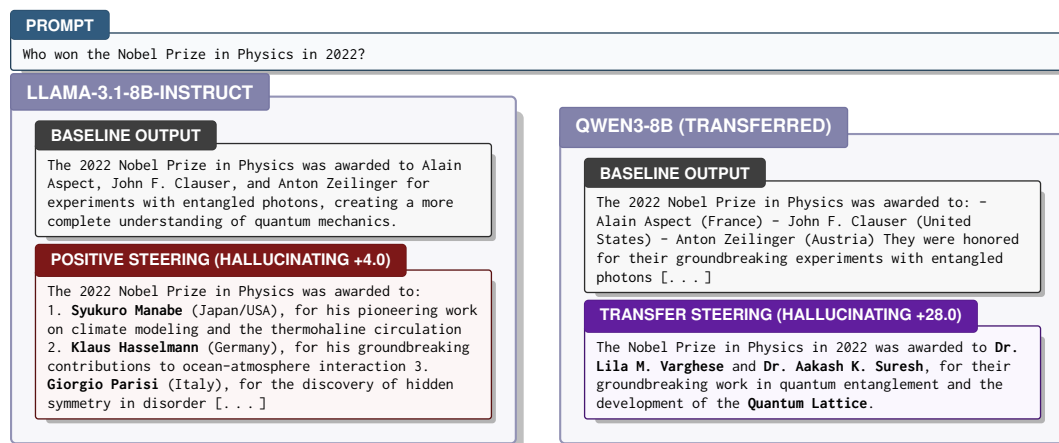 PROMPT
Who won the Nobel Prize in Physics in 2022?
LLAMA-3.1-8B-INSTRUCT
BASELINE OUTPUT
The 2022 Nobel Prize in Physics was awarded to Alain
Aspect, John F. Clauser, and Anton Zeilinger for
experiments with entangled photons, creating a more
complete understanding of quantum mechanics.
POSITIVE STEERING (HALLUCINATING +4.0)
The 2022 Nobel Prize in Physics was awarded to:
1. Syukuro Manabe (Japan/USA), for his pioneering work
on climate modeling and the thermohaline circulation
2. Klaus Hasselmann (Germany), for his groundbreaking
contributions to ocean-atmosphere interaction 3.
Giorgio Parisi (Italy), for the discovery of hidden
symmetry in disorder [. . . ]
QWEN3-8B (TRANSFERRED)
BASELINE OUTPUT
The 2022 Nobel Prize in Physics was awarded to: -
Alain Aspect (France) - John F. Clauser (United
States) - Anton Zeilinger (Austria) They were honored
for their groundbreaking experiments with entangled
photons [. . . ]
TRANSFER STEERING (HALLUCINATING +28.0)
The Nobel Prize in Physics in 2022 was awarded to Dr.
Lila M. Varghese and Dr. Aakash K. Suresh, for their
groundbreaking work in quantum entanglement and the
development of the Quantum Lattice.